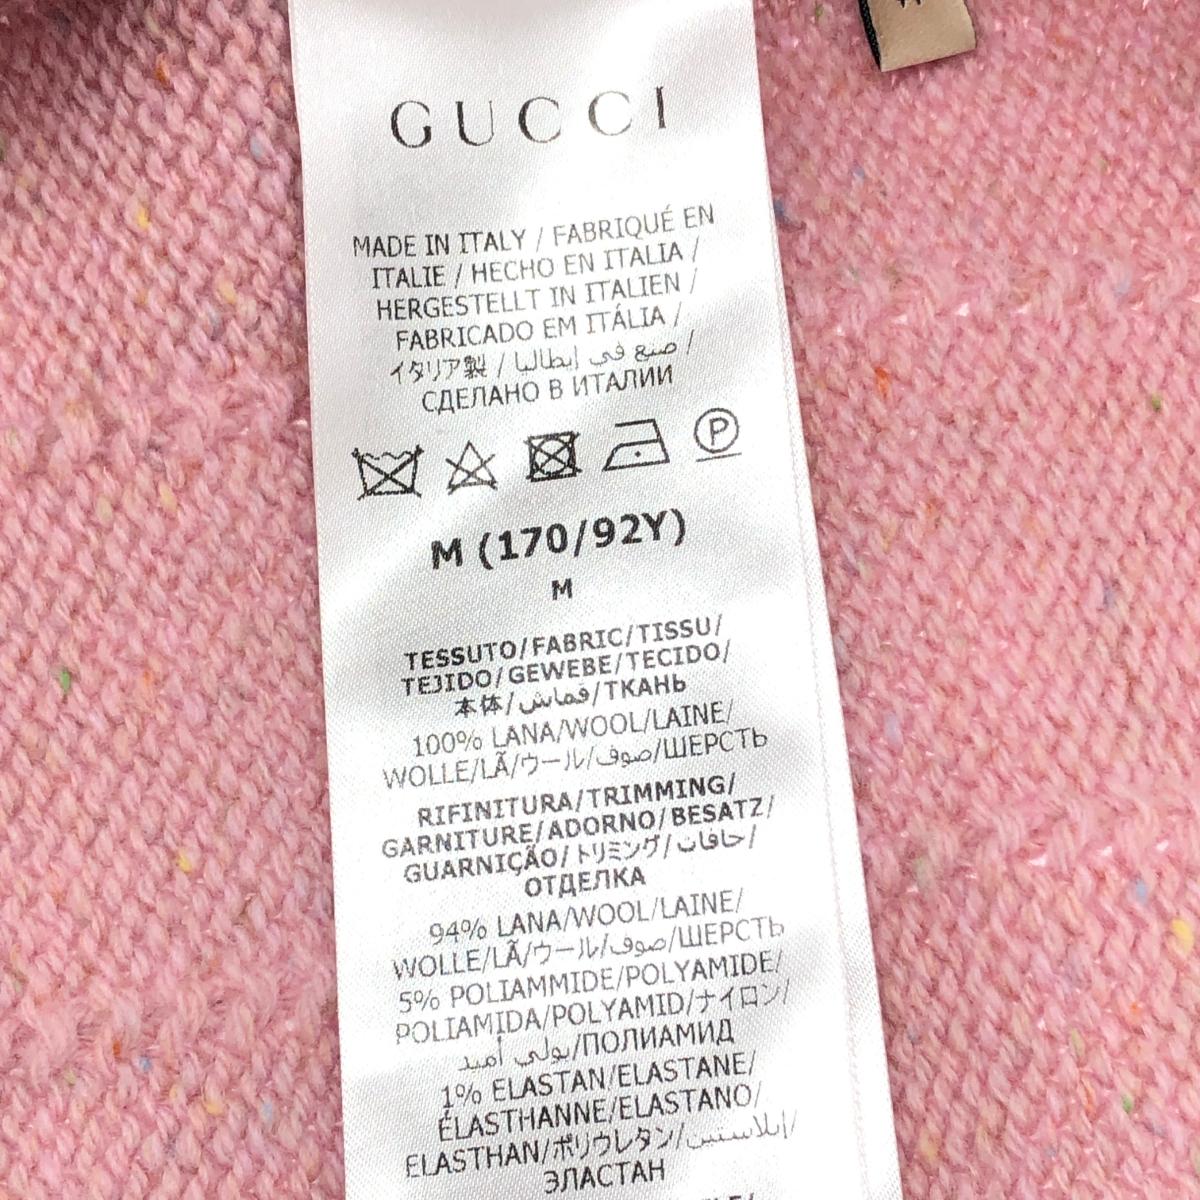 GUCCI
MADE IN ITALY / FABRIQUÉ EN
ITALIE / HECHO EN ITALIA /
HERGESTELLT IN ITALIEN /
FABRICADO EM ITÁLIA /
イタリア製 / صنع في إيطاليا /
СДЕЛАНО В ИТАЛИИ
P
M (170/92Y)
M
TESSUTO/FABRIC/TISSU/
TEJIDO/GEWEBE/TECIDO/
本体/قماش/ТКАНЬ
100% LANA/WOOL/LAINE/
WOLLE/LÃ/ウール/صوف/ШЕРСТЬ
RIFINITURA/TRIMMING/
GARNITURE/ADORNO/BESATZ/
GUARNIÇÃO/トリミング/حافات/
ОТДЕЛКА
94% LANA/WOOL/LAINE/
WOLLE/LÃ/ウール/صوف/ШЕРСТЬ
5% POLIAMMIDE/POLYAMIDE/
POLIAMIDA/POLYAMID/ナイロン/
بولي أميد/ПОЛИАМИД
1% ELASTAN/ELASTANE/
ÉLASTHANNE/ELASTANO/
ELASTHAN/ポリウレタン/إيلاستين/
ЭЛАСТАН